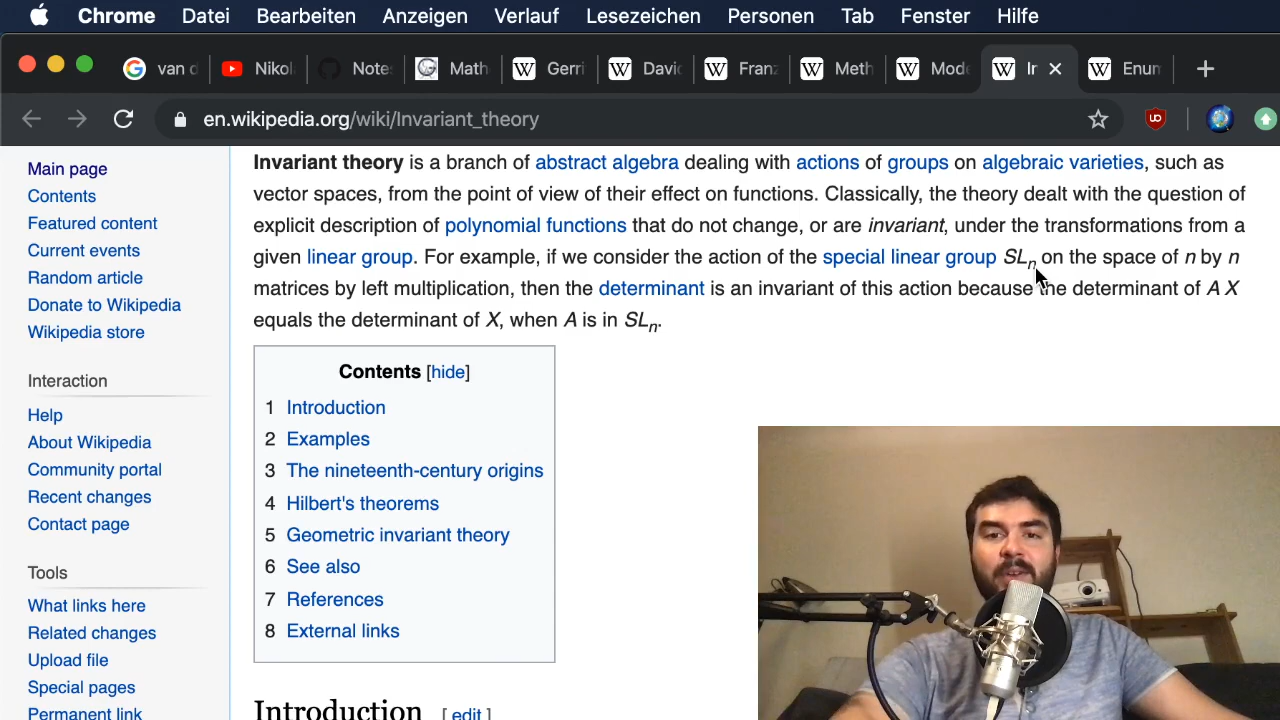 Chrome Datei Bearbeiten Anzeigen Verlauf Lesezeichen Personen Tab Fenster Hilfe
van d Nikol Note Math Gerri Davi Franz Meth Mode Ir Enum
en.wikipedia.org/wiki/Invariant_theory
Main page
Contents
Featured content
Current events
Random article
Donate to Wikipedia
Wikipedia store
Interaction
Help
About Wikipedia
Community portal
Recent changes
Contact page
Tools
What links here
Related changes
Upload file
Special pages
Permanent link
Invariant theory is a branch of abstract algebra dealing with actions of groups on algebraic varieties, such as
vector spaces, from the point of view of their effect on functions. Classically, the theory dealt with the question of
explicit description of polynomial functions that do not change, or are invariant, under the transformations from a
given linear group. For example, if we consider the action of the special linear group SLn on the space of n by n
matrices by left multiplication, then the determinant is an invariant of this action because the determinant of A X
equals the determinant of X, when A is in SLn.
Contents [hide]
1 Introduction
2 Examples
3 The nineteenth-century origins
4 Hilbert's theorems
5 Geometric invariant theory
6 See also
7 References
8 External links
Introduction [ edit ]